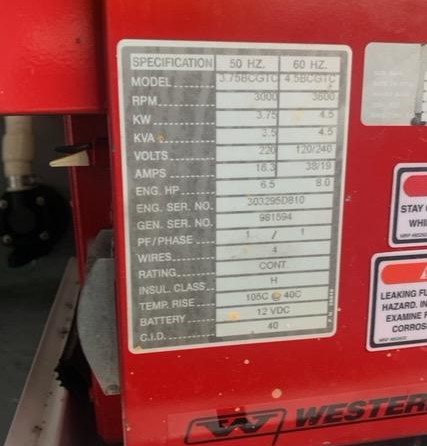 SPECIFICATION 50 HZ. 60 HZ.
MODEL 3.75BCGTC 4.5BCGTC
RPM 3000 3600
KW 3.75 4.5
KVA 3.5 4.5
VOLTS 220 120/240
AMPS 16.3 38/19
ENG. HP 6.5 8.0
ENG. SER. NO. 303295D810
GEN. SER. NO. 981594
PF/PHASE 1 / 1
WIRES 4
RATING CONT
INSUL. CLASS H
TEMP. RISE 105C @ 40C
BATTERY 12 VDC
C.I.D. 40
STAY
WHI
LEAKING FU
HAZARD. IN
EXAMINE F
CORROS
W WESTER